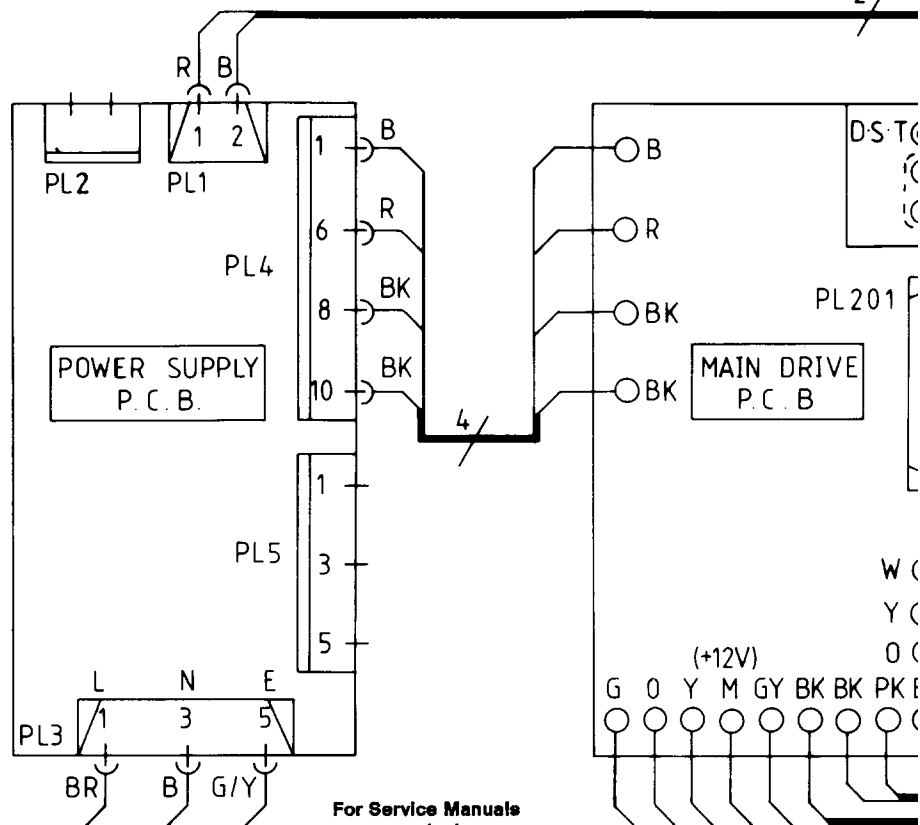 2
R B
1 2
PL2
PL1
1 B
6 R
PL4
8 BK
10 BK
POWER SUPPLY
P.C.B.
4
B
R
BK
BK
D·S·T
PL201
MAIN DRIVE
P.C.B
1
PL5
3
5
W
Y
O
(+12V)
G O Y M GY BK BK PK
L N E
1 3 5
PL3
BR B G/Y
For Service Manuals